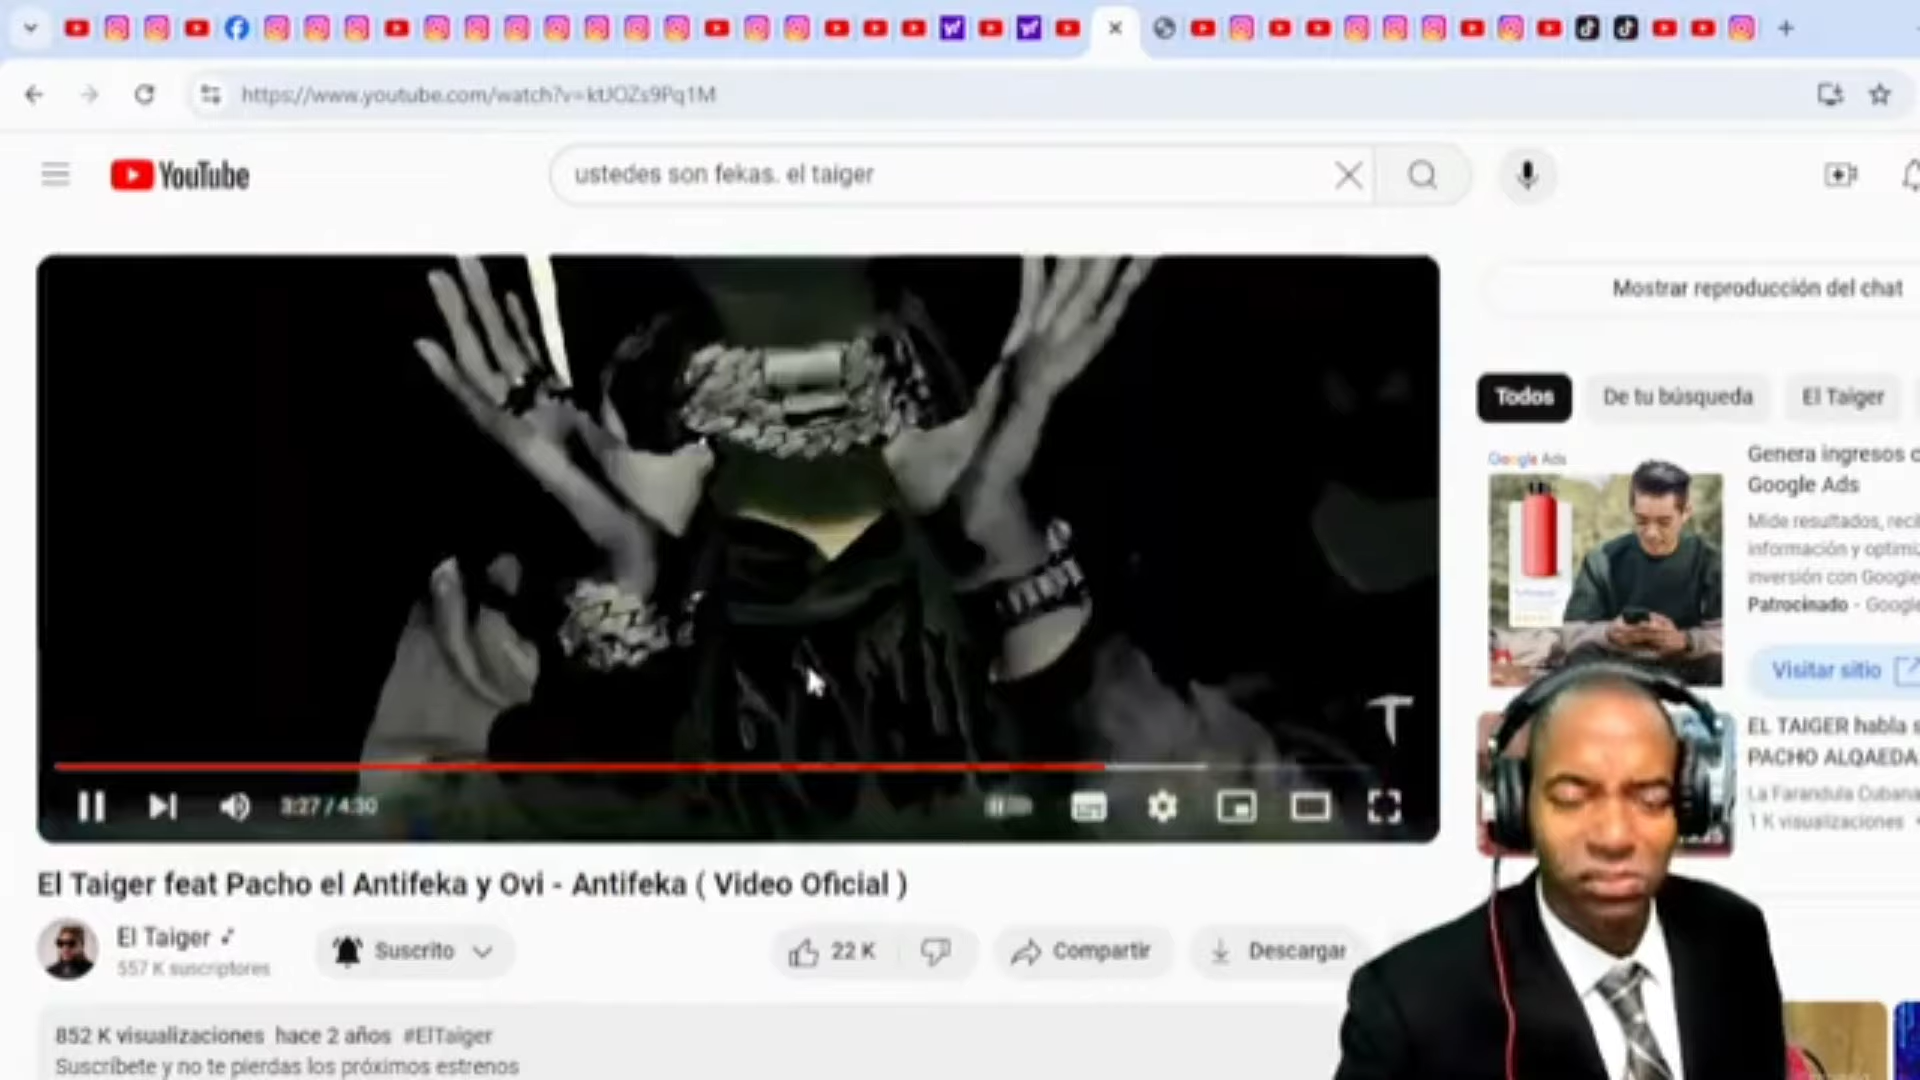 https://www.youtube.com/watch?v=ktJOZs9Pq1M
YouTube
ustedes son fekas. el taiger
Mostrar reproducción del chat
Todos
De tu búsqueda
El Taiger
Google Ads
Genera ingresos c
Google Ads
Mide resultados, reci
información y optimiz
inversión con Google
Patrocinado - Google
Visitar sitio
EL TAIGER habla s
PACHO ALQAEDA
La Farandula Cubana
1 K visualizaciones
3:27 / 4:30
El Taiger feat Pacho el Antifeka y Ovi - Antifeka ( Video Oficial )
El Taiger
557 K suscriptores
Suscrito
22 K
Compartir
Descargar
852 K visualizaciones hace 2 años #ElTaiger
Suscríbete y no te pierdas los próximos estrenos